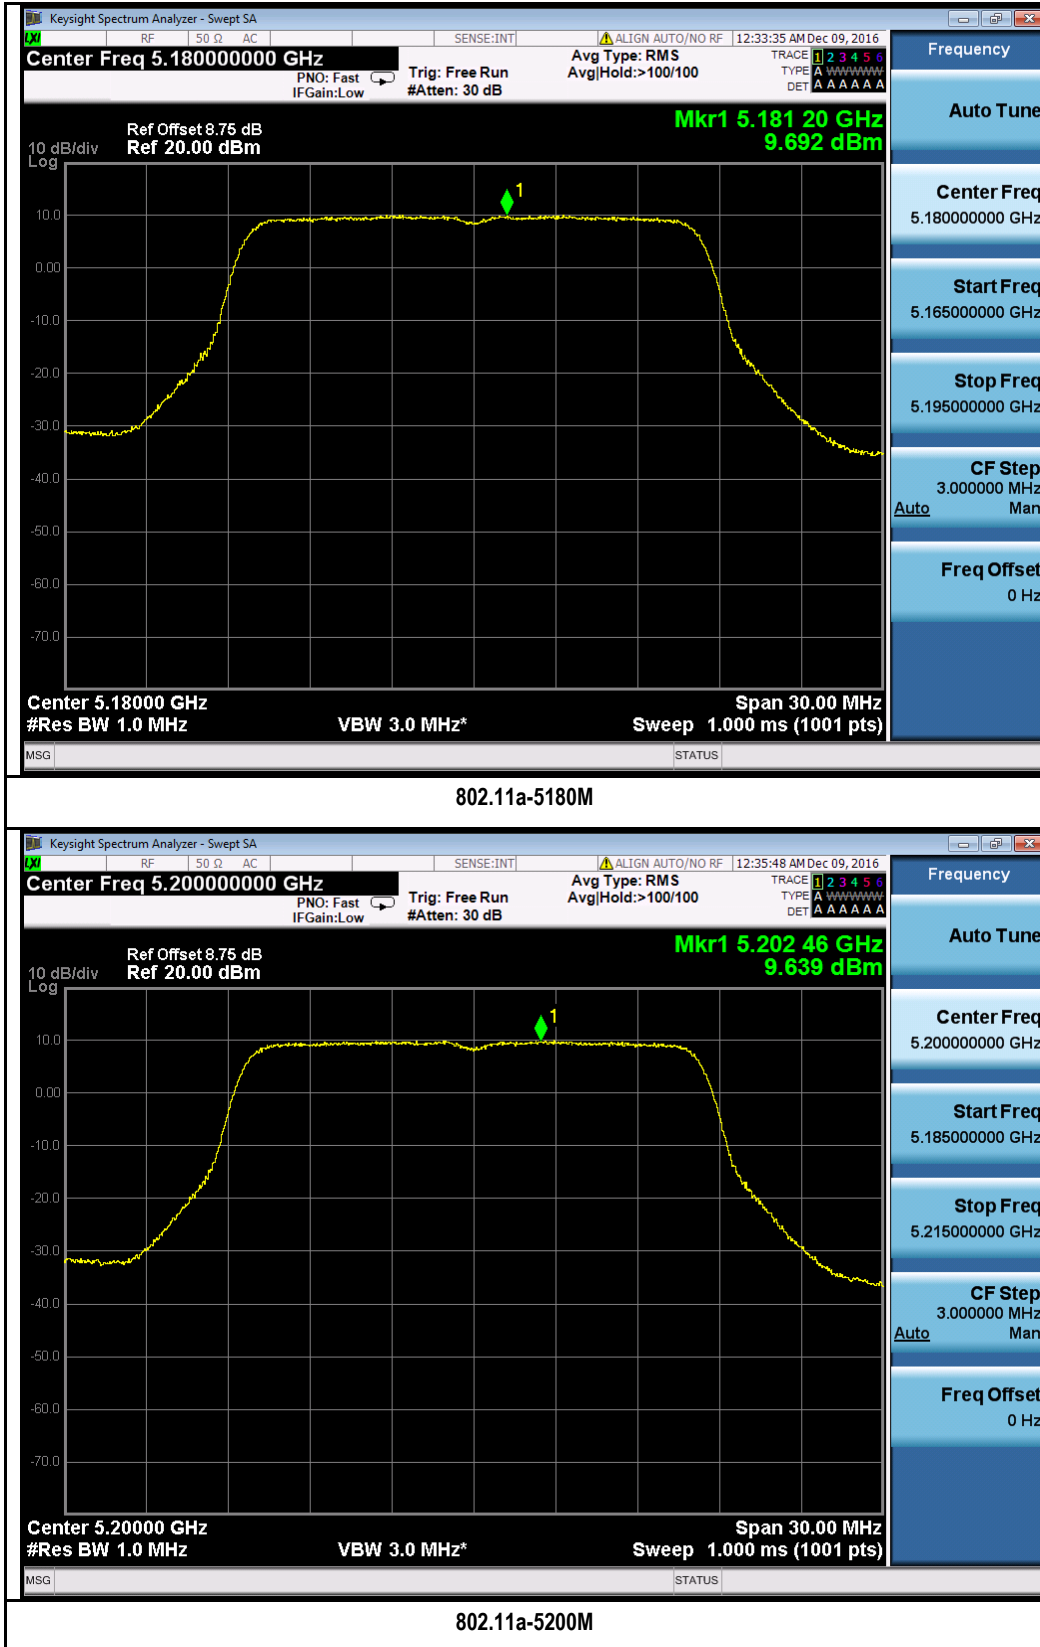 Keysight Spectrum Analyzer - Swept SA
LXI RF 50 Ω AC SENSE:INT ALIGN AUTO/NO RF 12:33:35 AM Dec 09, 2016
Center Freq 5.180000000 GHz
PNO: Fast
IFGain:Low
Trig: Free Run
#Atten: 30 dB
Avg Type: RMS
Avg|Hold:>100/100
TRACE 1 2 3 4 5 6
TYPE A WWWWW
DET A A A A A A
Frequency
Auto Tune
Center Freq
5.180000000 GHz
Start Freq
5.165000000 GHz
Stop Freq
5.195000000 GHz
CF Step
3.000000 MHz
Auto Man
Freq Offset
0 Hz
Mkr1 5.181 20 GHz
9.692 dBm
Ref Offset 8.75 dB
10 dB/div Ref 20.00 dBm
Log
1
10.0
0.00
-10.0
-20.0
-30.0
-40.0
-50.0
-60.0
-70.0
Center 5.18000 GHz Span 30.00 MHz
#Res BW 1.0 MHz VBW 3.0 MHz* Sweep 1.000 ms (1001 pts)
MSG STATUS
802.11a-5180M
Keysight Spectrum Analyzer - Swept SA
LXI RF 50 Ω AC SENSE:INT ALIGN AUTO/NO RF 12:35:48 AM Dec 09, 2016
Center Freq 5.200000000 GHz
PNO: Fast
IFGain:Low
Trig: Free Run
#Atten: 30 dB
Avg Type: RMS
Avg|Hold:>100/100
TRACE 1 2 3 4 5 6
TYPE A WWWWW
DET A A A A A A
Frequency
Auto Tune
Center Freq
5.200000000 GHz
Start Freq
5.185000000 GHz
Stop Freq
5.215000000 GHz
CF Step
3.000000 MHz
Auto Man
Freq Offset
0 Hz
Mkr1 5.202 46 GHz
9.639 dBm
Ref Offset 8.75 dB
10 dB/div Ref 20.00 dBm
Log
1
10.0
0.00
-10.0
-20.0
-30.0
-40.0
-50.0
-60.0
-70.0
Center 5.20000 GHz Span 30.00 MHz
#Res BW 1.0 MHz VBW 3.0 MHz* Sweep 1.000 ms (1001 pts)
MSG STATUS
802.11a-5200M